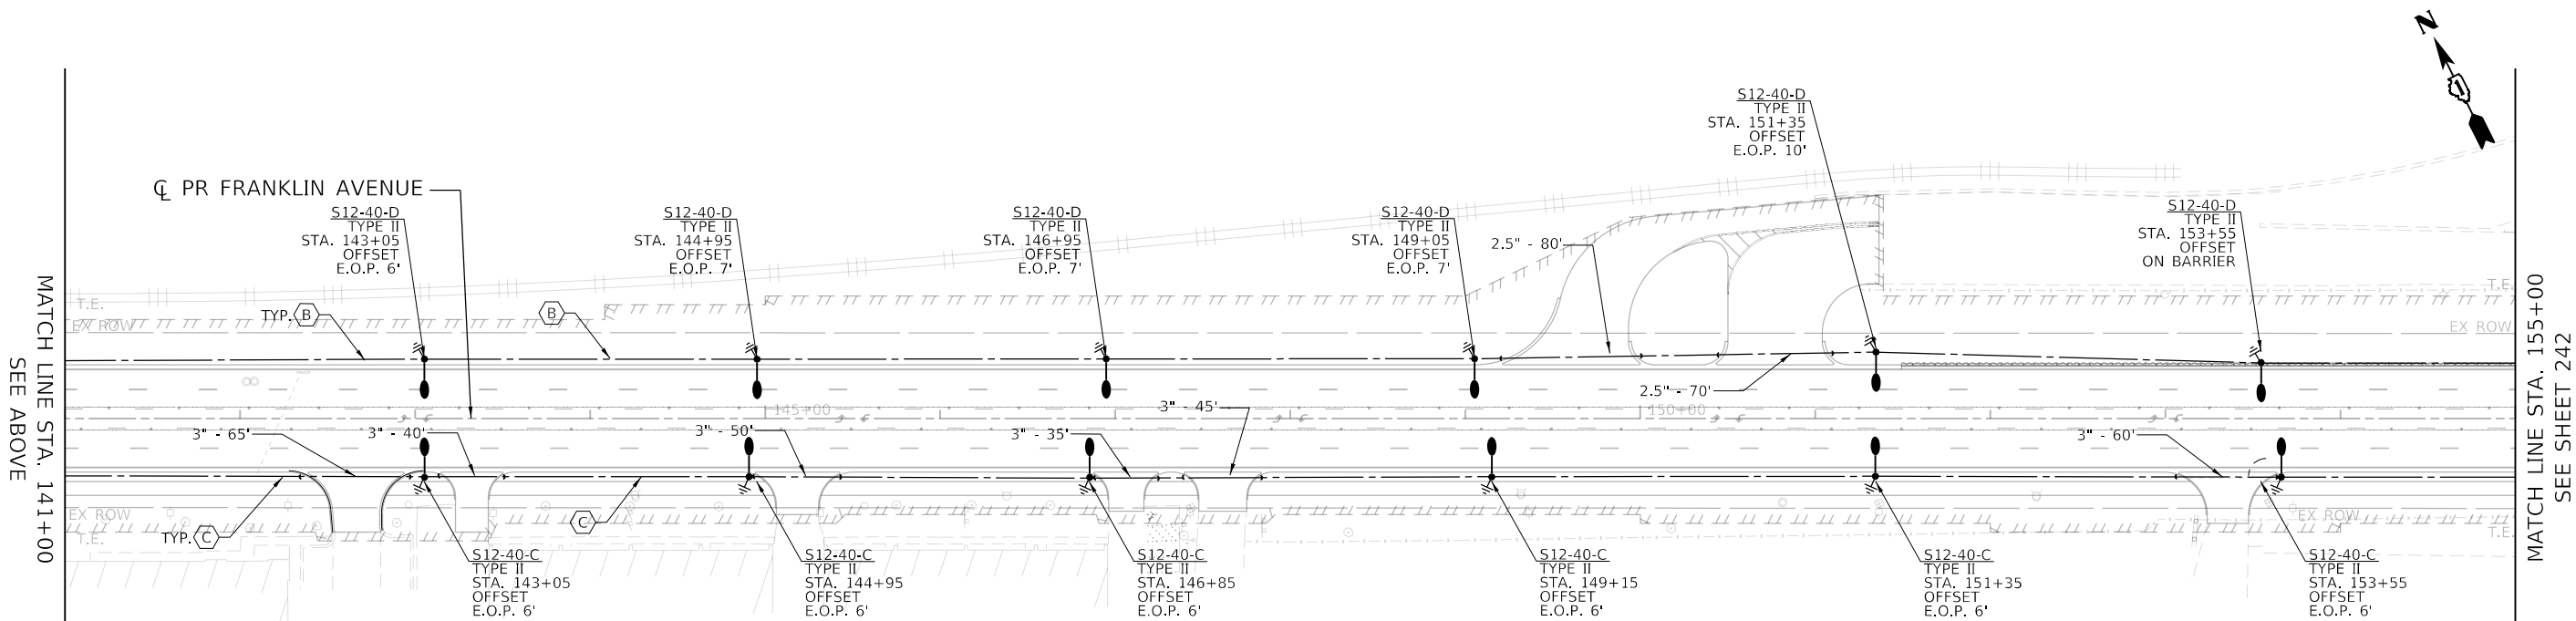 N
S12-40-D
TYPE II
STA. 151+35
OFFSET
E.O.P. 10'
℄ PR FRANKLIN AVENUE
S12-40-D
TYPE II
STA. 143+05
OFFSET
E.O.P. 6'
S12-40-D
TYPE II
STA. 144+95
OFFSET
E.O.P. 7'
S12-40-D
TYPE II
STA. 146+95
OFFSET
E.O.P. 7'
S12-40-D
TYPE II
STA. 149+05
OFFSET
E.O.P. 7'
2.5" - 80'
S12-40-D
TYPE II
STA. 153+55
OFFSET
ON BARRIER
MATCH LINE STA. 141+00
SEE ABOVE
T.E.
EX ROW
TYP. B
B
T.E.
EX ROW
MATCH LINE STA. 155+00
SEE SHEET 242
2.5" - 70'
145+00
150+00
3" - 65'
3" - 40'
3" - 50'
3" - 35'
3" - 45'
3" - 60'
EX ROW
T.E.
TYP. C
C
EX ROW
T.E.
S12-40-C
TYPE II
STA. 143+05
OFFSET
E.O.P. 6'
S12-40-C
TYPE II
STA. 144+95
OFFSET
E.O.P. 6'
S12-40-C
TYPE II
STA. 146+85
OFFSET
E.O.P. 6'
S12-40-C
TYPE II
STA. 149+15
OFFSET
E.O.P. 6'
S12-40-C
TYPE II
STA. 151+35
OFFSET
E.O.P. 6'
S12-40-C
TYPE II
STA. 153+55
OFFSET
E.O.P. 6'